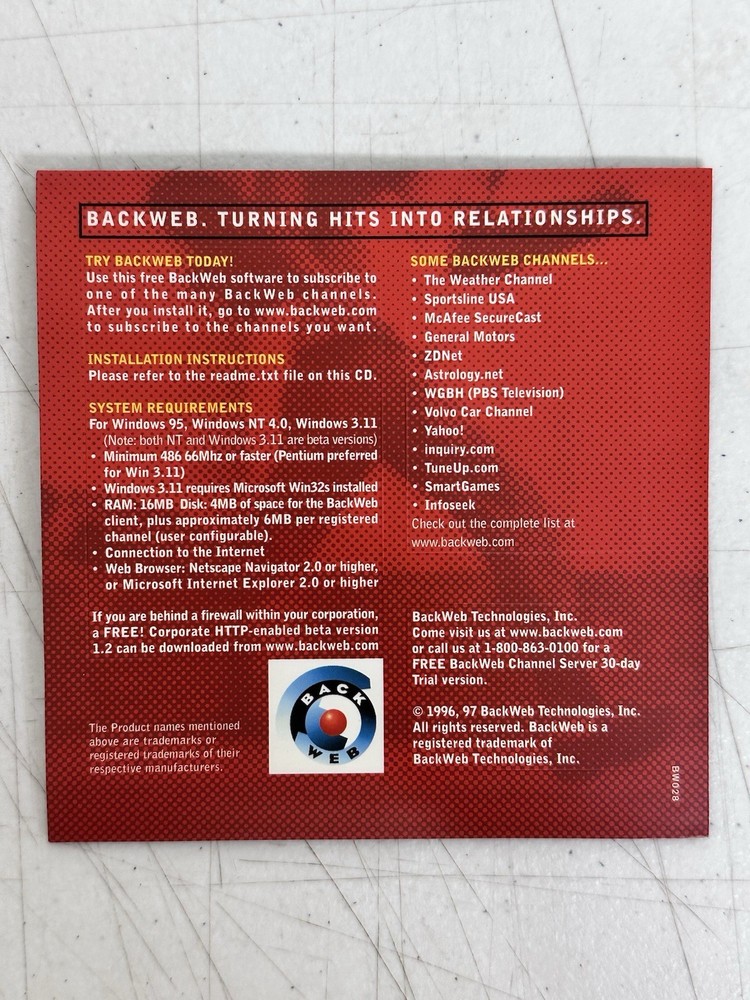 BACKWEB. TURNING HITS INTO RELATIONSHIPS.
TRY BACKWEB TODAY!
Use this free BackWeb software to subscribe to
one of the many BackWeb channels.
After you install it, go to www.backweb.com
to subscribe to the channels you want.
INSTALLATION INSTRUCTIONS
Please refer to the readme.txt file on this CD.
SYSTEM REQUIREMENTS
For Windows 95, Windows NT 4.0, Windows 3.11
(Note: both NT and Windows 3.11 are beta versions)
• Minimum 486 66Mhz or faster (Pentium preferred
for Win 3.11)
• Windows 3.11 requires Microsoft Win32s installed
• RAM: 16MB Disk: 4MB of space for the BackWeb
client, plus approximately 6MB per registered
channel (user configurable).
• Connection to the Internet
• Web Browser: Netscape Navigator 2.0 or higher,
or Microsoft Internet Explorer 2.0 or higher
If you are behind a firewall within your corporation,
a FREE! Corporate HTTP-enabled beta version
1.2 can be downloaded from www.backweb.com
The Product names mentioned
above are trademarks or
registered trademarks of their
respective manufacturers.
BACK
WEB
SOME BACKWEB CHANNELS...
• The Weather Channel
• Sportsline USA
• McAfee SecureCast
• General Motors
• ZDNet
• Astrology.net
• WGBH (PBS Television)
• Volvo Car Channel
• Yahoo!
• inquiry.com
• TuneUp.com
• SmartGames
• Infoseek
Check out the complete list at
www.backweb.com
BackWeb Technologies, Inc.
Come visit us at www.backweb.com
or call us at 1-800-863-0100 for a
FREE BackWeb Channel Server 30-day
Trial version.
© 1996, 97 BackWeb Technologies, Inc.
All rights reserved. BackWeb is a
registered trademark of
BackWeb Technologies, Inc.
BW028